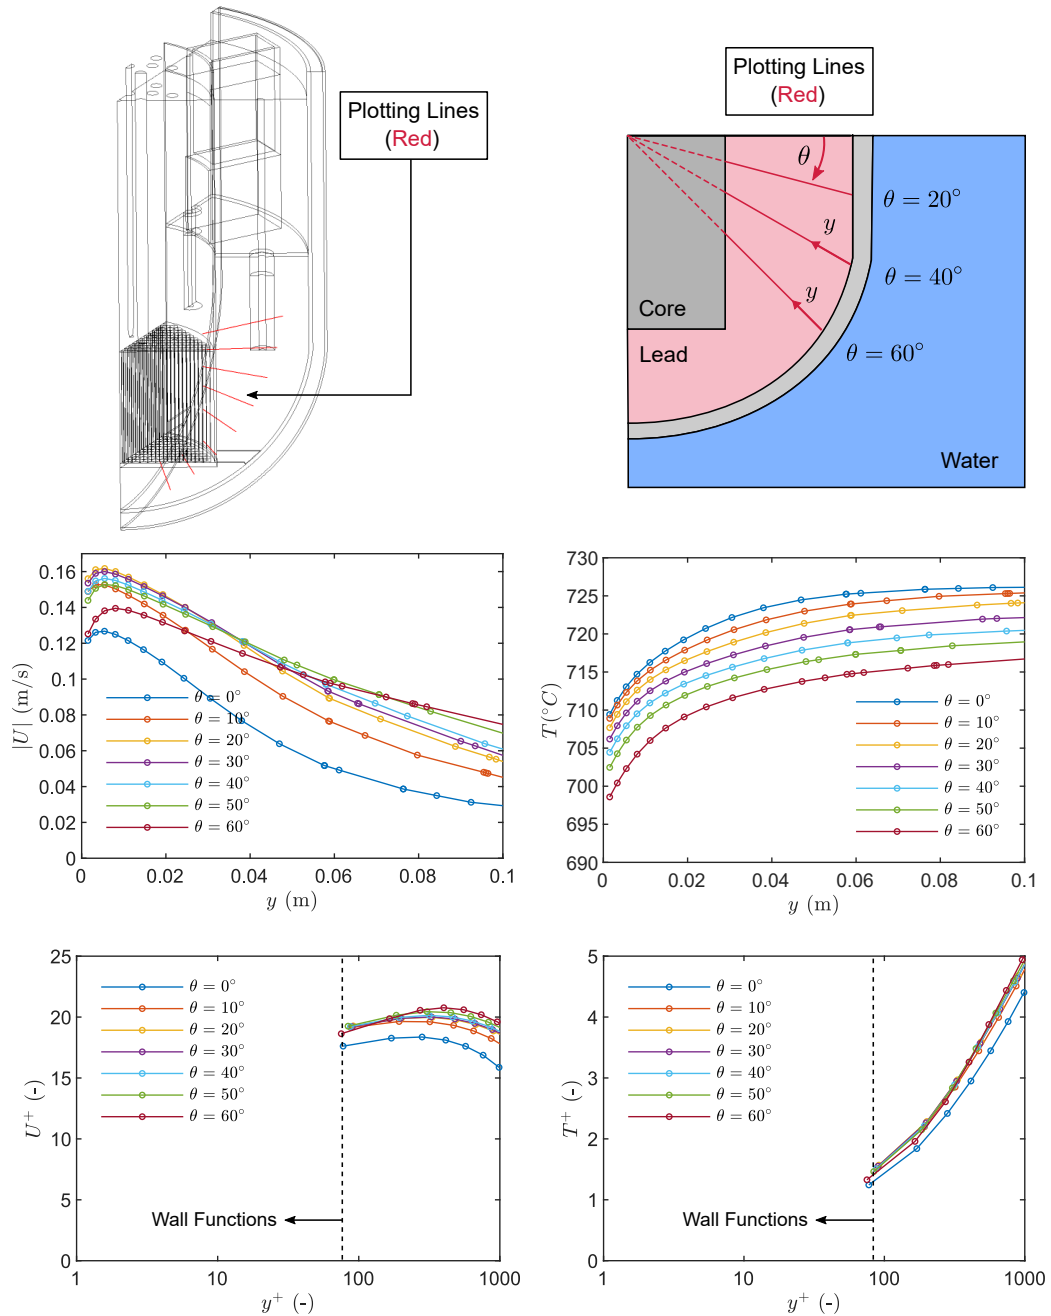 Plotting Lines
(Red)
Plotting Lines
(Red)
θ
θ = 20°
y
θ = 40°
y
Core
θ = 60°
Lead
Water
0.16
0.14
0.12
0.1
0.08
0.06
0.04
0.02
0
|U| (m/s)
θ = 0°
θ = 10°
θ = 20°
θ = 30°
θ = 40°
θ = 50°
θ = 60°
0 0.02 0.04 0.06 0.08 0.1
y (m)
730
725
720
715
710
705
700
695
690
T(°C)
θ = 0°
θ = 10°
θ = 20°
θ = 30°
θ = 40°
θ = 50°
θ = 60°
0 0.02 0.04 0.06 0.08 0.1
y (m)
25
20
15
10
5
0
U⁺ (-)
θ = 0°
θ = 10°
θ = 20°
θ = 30°
θ = 40°
θ = 50°
θ = 60°
Wall Functions
1 10 100 1000
y⁺ (-)
5
4
3
2
1
0
T⁺ (-)
θ = 0°
θ = 10°
θ = 20°
θ = 30°
θ = 40°
θ = 50°
θ = 60°
Wall Functions
1 10 100 1000
y⁺ (-)